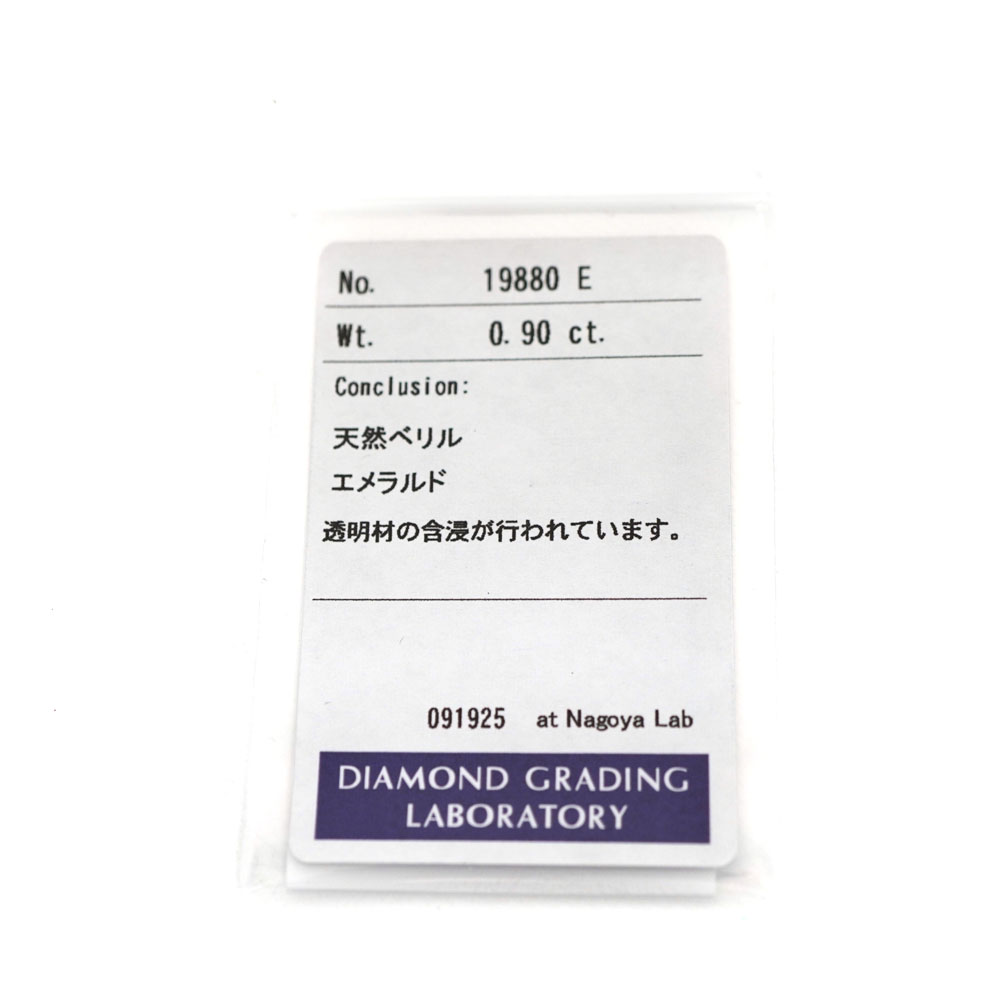 No. 19880 E
Wt. 0.90 ct.
Conclusion:
天然ベリル
エメラルド
透明材の含浸が行われています。
091925 at Nagoya Lab
DIAMOND GRADING
LABORATORY